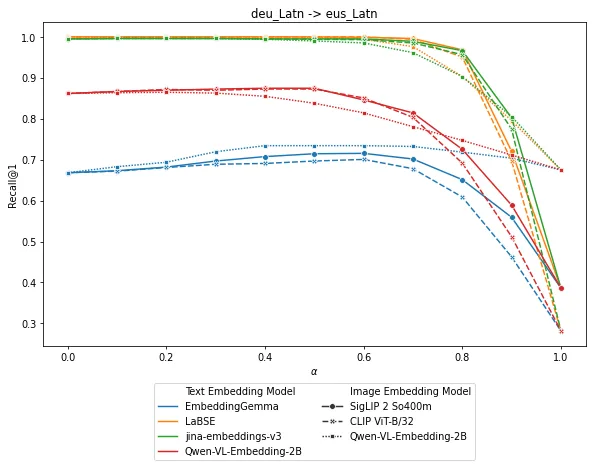 deu_Latn -> eus_Latn
Recall@1
1.0
0.9
0.8
0.7
0.6
0.5
0.4
0.3
0.0 0.2 0.4 0.6 0.8 1.0
α
Text Embedding Model Image Embedding Model
EmbeddingGemma SigLIP 2 So400m
LaBSE CLIP ViT-B/32
jina-embeddings-v3 Qwen-VL-Embedding-2B
Qwen-VL-Embedding-2B